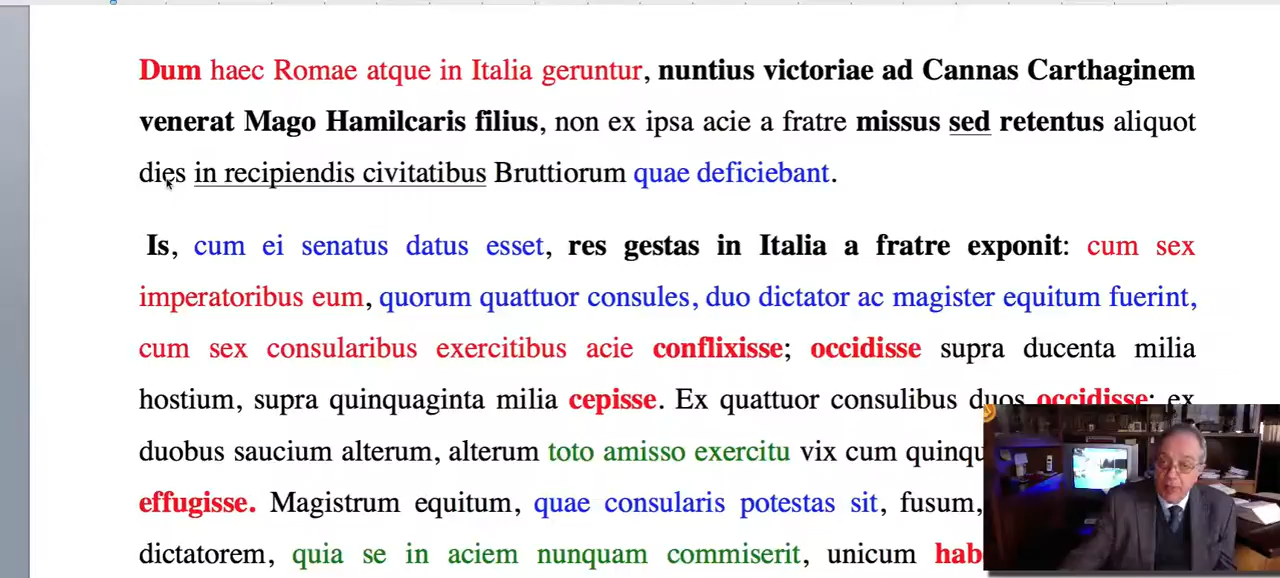 Dum haec Romae atque in Italia geruntur, nuntius victoriae ad Cannas Carthaginem
venerat Mago Hamilcaris filius, non ex ipsa acie a fratre missus sed retentus aliquot
dies in recipiendis civitatibus Bruttiorum quae deficiebant.
Is, cum ei senatus datus esset, res gestas in Italia a fratre exponit: cum sex
imperatoribus eum, quorum quattuor consules, duo dictator ac magister equitum fuerint,
cum sex consularibus exercitibus acie conflixisse; occidisse supra ducenta milia
hostium, supra quinquaginta milia cepisse. Ex quattuor consulibus duos occidisse; ex
duobus saucium alterum, alterum toto amisso exercitu vix cum
effugisse. Magistrum equitum, quae consularis potestas sit, fusum,
dictatorem, quia se in aciem nunquam commiserit, unicum